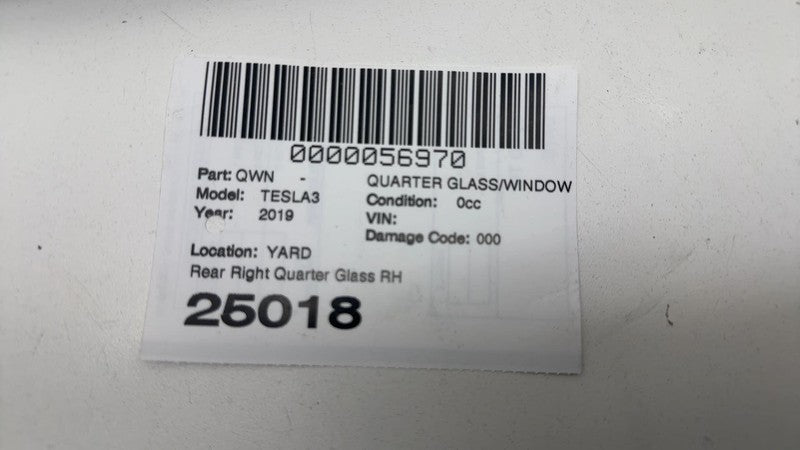 0000056970
Part: QWN - QUARTER GLASS/WINDOW
Model: TESLA3 Condition: 0cc
Year: 2019 VIN:
Damage Code: 000
Location: YARD
Rear Right Quarter Glass RH
25018